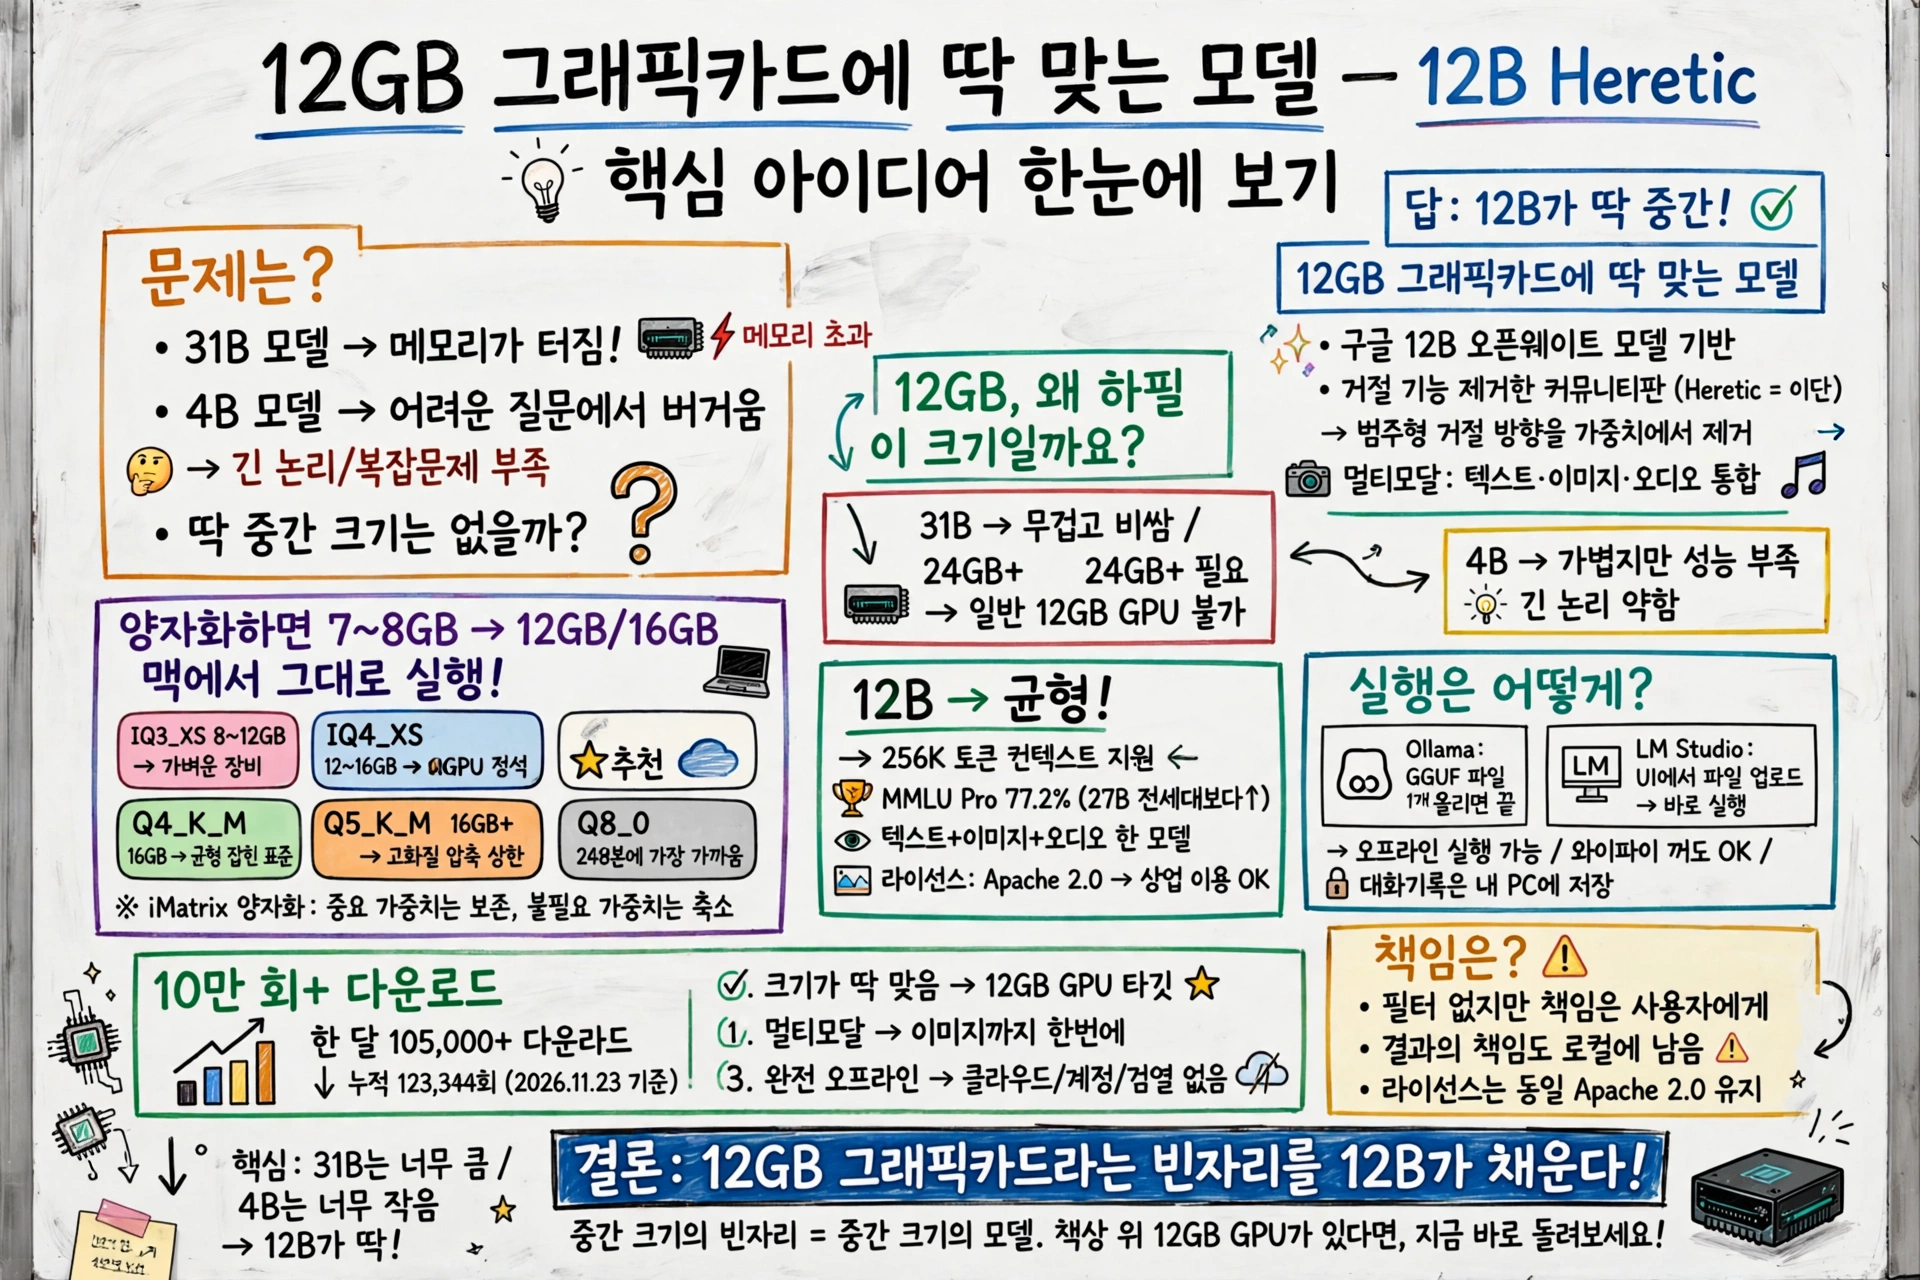 12GB 그래픽카드에 딱 맞는 모델 — 12B Heretic
핵심 아이디어 한눈에 보기
문제는?
• 31B 모델 → 메모리가 터짐!
메모리 초과
• 4B 모델 → 어려운 질문에서 버거움
→ 긴 논리/복잡문제 부족
• 딱 중간 크기는 없을까?
?
답: 12B가 딱 중간!
12GB 그래픽카드에 딱 맞는 모델
• 구글 12B 오픈웨이트 모델 기반
• 거절 기능 제거한 커뮤니티판 (Heretic = 이단)
→ 범주형 거절 방향을 가중치에서 제거 →
멀티모달: 텍스트·이미지·오디오 통합
12GB, 왜 하필
이 크기일까요?
31B → 무겁고 비쌈 /
24GB+ 24GB+ 필요
→ 일반 12GB GPU 불가
4B → 가볍지만 성능 부족
긴 논리 약함
양자화하면 7~8GB → 12GB/16GB
맥에서 그대로 실행!
IQ3_XS 8~12GB
→ 가벼운 장비
IQ4_XS
12~16GB → GPU 정석
추천
Q4_K_M
16GB → 균형 잡힌 표준
Q5_K_M 16GB+
→ 고화질 압축 상한
Q8_0
248본에 가장 가까움
※ iMatrix 양자화: 중요 가중치는 보존, 불필요 가중치는 축소
12B → 균형!
→ 256K 토큰 컨텍스트 지원 ←
MMLU Pro 77.2% (27B 전세대보다↑)
텍스트+이미지+오디오 한 모델
라이선스: Apache 2.0 → 상업 이용 OK
실행은 어떻게?
Ollama:
GGUF 파일
1개 올리면 끝
LM
LM Studio:
UI에서 파일 업로드
→ 바로 실행
→ 오프라인 실행 가능 / 와이파이 꺼도 OK /
대화기록은 내 PC에 저장
10만 회+ 다운로드
한 달 105,000+ 다운라드
↓ 누적 123,344회 (2026.11.23 기준)
. 크기가 딱 맞음 → 12GB GPU 타깃
(1. 멀티모달 → 이미지까지 한번에
(3. 완전 오프라인 → 클라우드/계정/검열 없음
책임은?
• 필터 없지만 책임은 사용자에게
• 결과의 책임도 로컬에 남음
• 라이선스는 동일 Apache 2.0 유지
핵심: 31B는 너무 큼 /
4B는 너무 작음
→ 12B가 딱!
결론: 12GB 그래픽카드라는 빈자리를 12B가 채운다!
중간 크기의 빈자리 = 중간 크기의 모델. 책상 위 12GB GPU가 있다면, 지금 바로 돌려보세요!